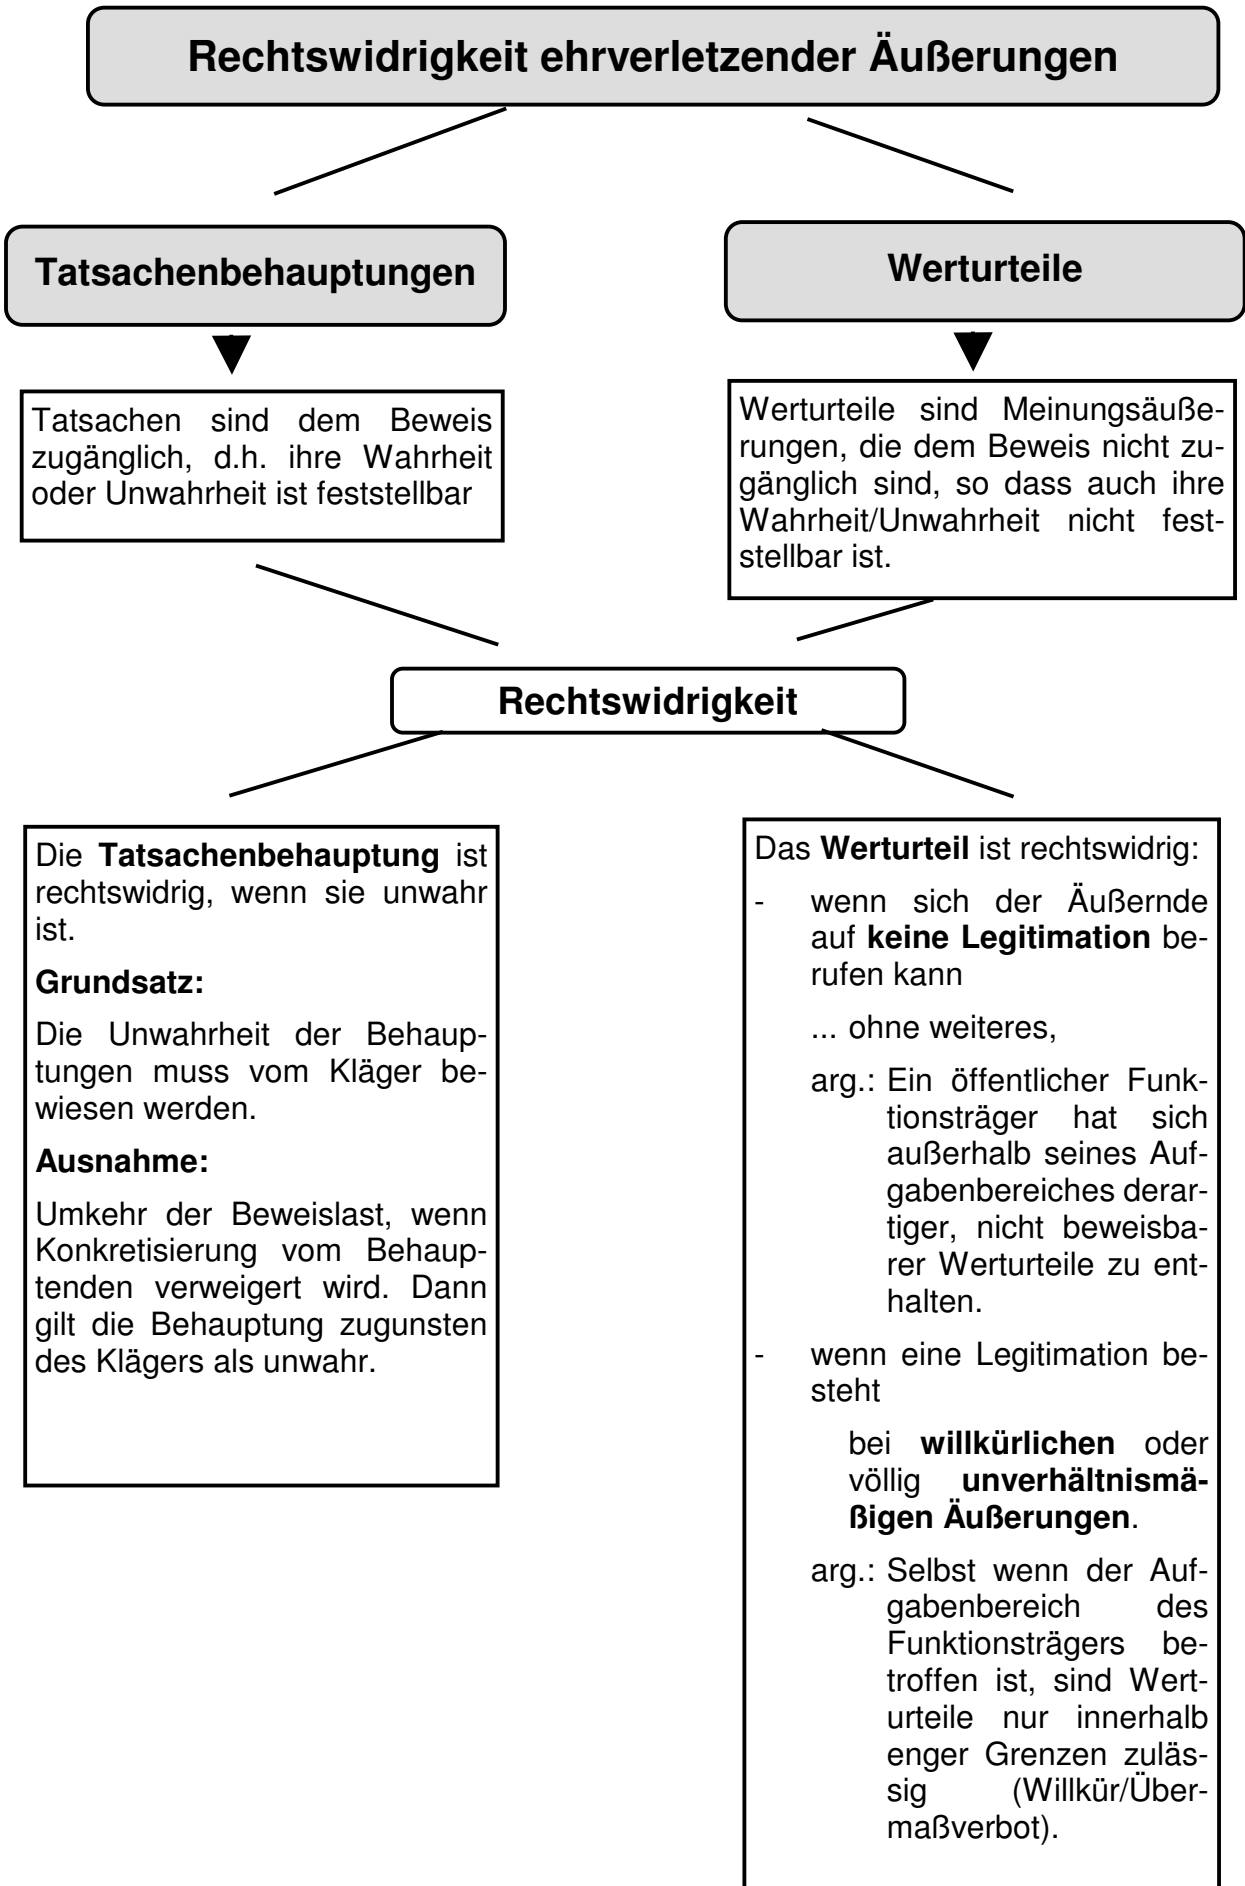 Rechtswidrigkeit ehrverletzender Äußerungen
Tatsachenbehauptungen
Werturteile
Tatsachen sind dem Beweis
zugänglich, d.h. ihre Wahrheit
oder Unwahrheit ist feststellbar
Werturteile sind Meinungsäuße-
rungen, die dem Beweis nicht zu-
gänglich sind, so dass auch ihre
Wahrheit/Unwahrheit nicht fest-
stellbar ist.
Rechtswidrigkeit
Die Tatsachenbehauptung ist
rechtswidrig, wenn sie unwahr
ist.
Grundsatz:
Die Unwahrheit der Behaup-
tungen muss vom Kläger be-
wiesen werden.
Ausnahme:
Umkehr der Beweislast, wenn
Konkretisierung vom Behaup-
tenden verweigert wird. Dann
gilt die Behauptung zugunsten
des Klägers als unwahr.
Das Werturteil ist rechtswidrig:
- wenn sich der Äußernde
auf keine Legitimation be-
rufen kann
... ohne weiteres,
arg.: Ein öffentlicher Funk-
tionsträger hat sich
außerhalb seines Auf-
gabenbereiches derar-
tiger, nicht beweisba-
rer Werturteile zu ent-
halten.
- wenn eine Legitimation be-
steht
bei willkürlichen oder
völlig unverhältnismä-
ßigen Äußerungen.
arg.: Selbst wenn der Auf-
gabenbereich des
Funktionsträgers be-
troffen ist, sind Wert-
urteile nur innerhalb
enger Grenzen zuläs-
sig (Willkür/Über-
maßverbot).